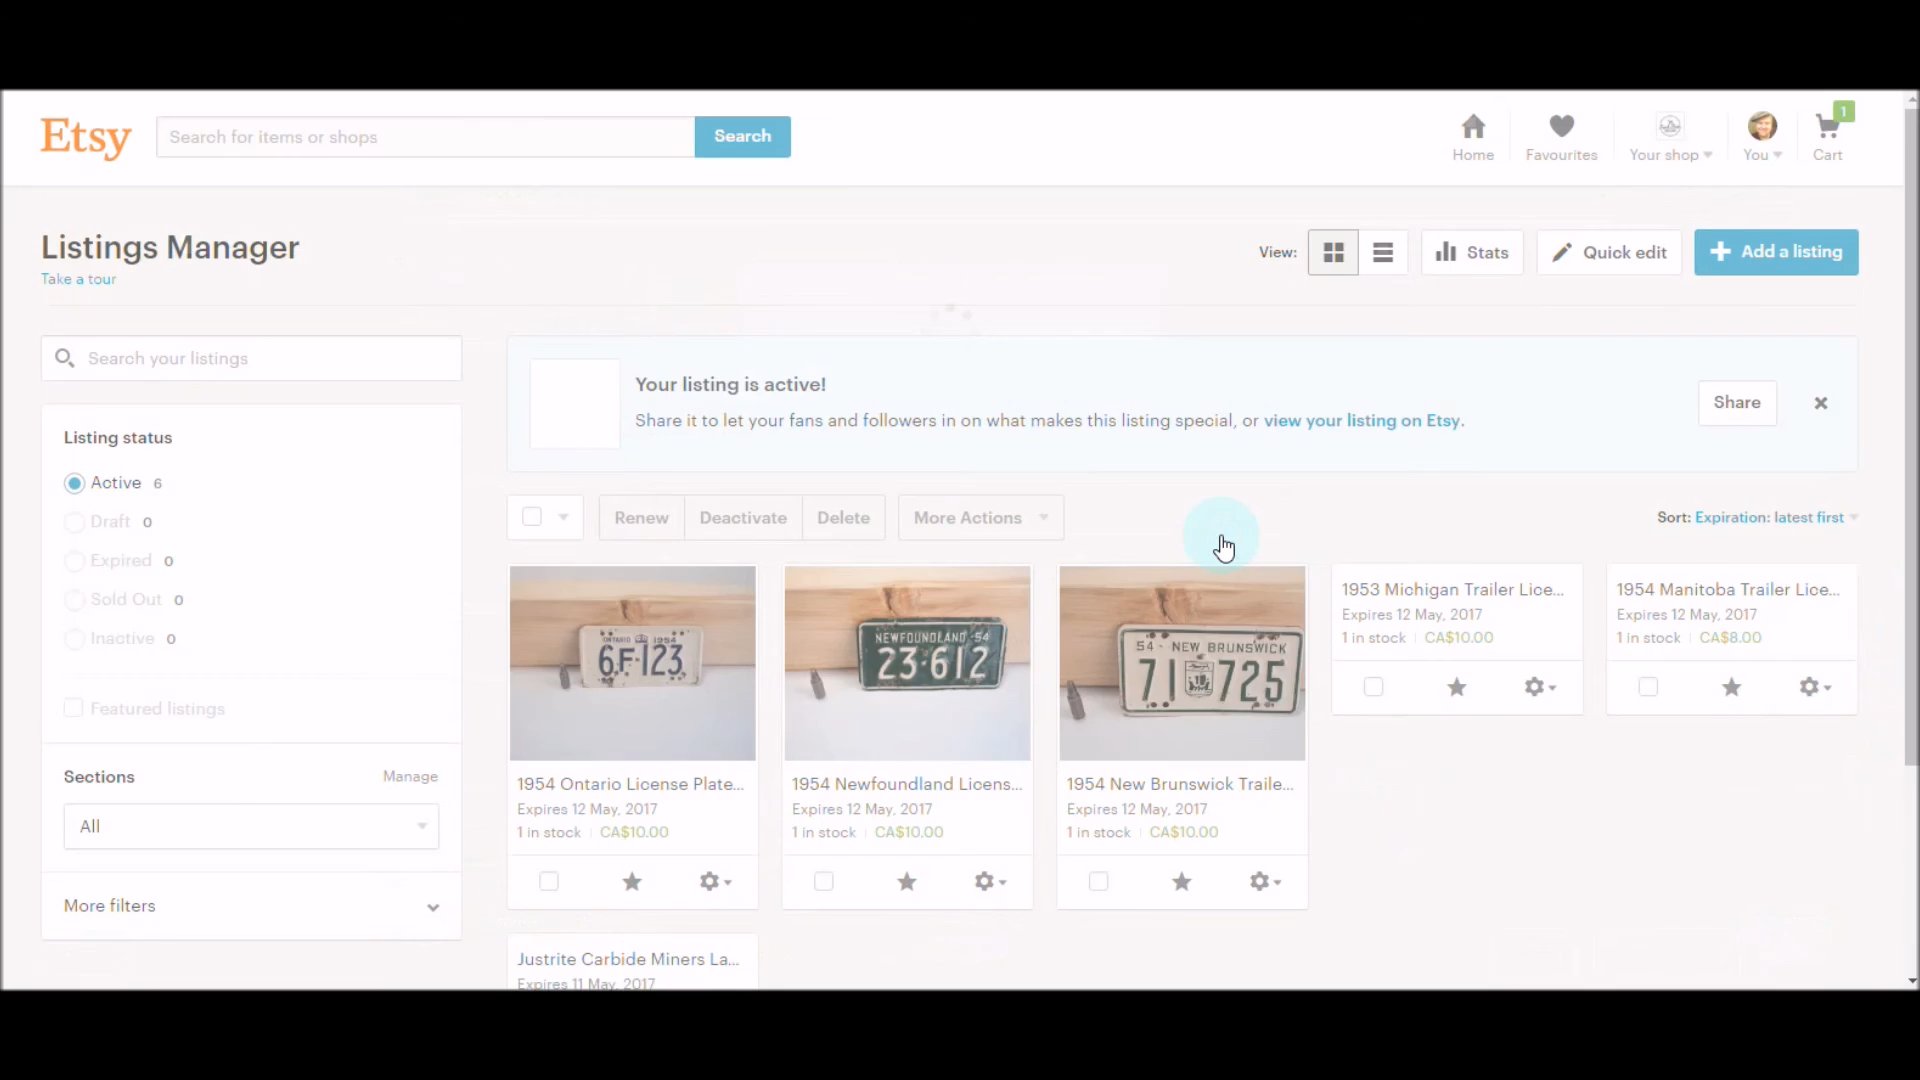 Etsy
Search for items or shops
Search
Home
Favourites
Your shop
You
1
Cart
Listings Manager
Take a tour
View:
Stats
Quick edit
Add a listing
Search your listings
Your listing is active!
Share it to let your fans and followers in on what makes this listing special, or view your listing on Etsy.
Share
Listing status
Active 6
Draft 0
Expired 0
Sold Out 0
Inactive 0
Featured listings
Sections
Manage
All
More filters
Renew
Deactivate
Delete
More Actions
Sort: Expiration: latest first
ONTARIO 1954
6F·123
1954 Ontario License Plate...
Expires 12 May, 2017
1 in stock | CA$10.00
NEWFOUNDLAND -54
23·612
1954 Newfoundland Licens...
Expires 12 May, 2017
1 in stock | CA$10.00
54 - NEW BRUNSWICK
71 725
1954 New Brunswick Traile...
Expires 12 May, 2017
1 in stock | CA$10.00
1953 Michigan Trailer Lice...
Expires 12 May, 2017
1 in stock | CA$10.00
1954 Manitoba Trailer Lice...
Expires 12 May, 2017
1 in stock | CA$8.00
Justrite Carbide Miners La...
Expires 11 May, 2017